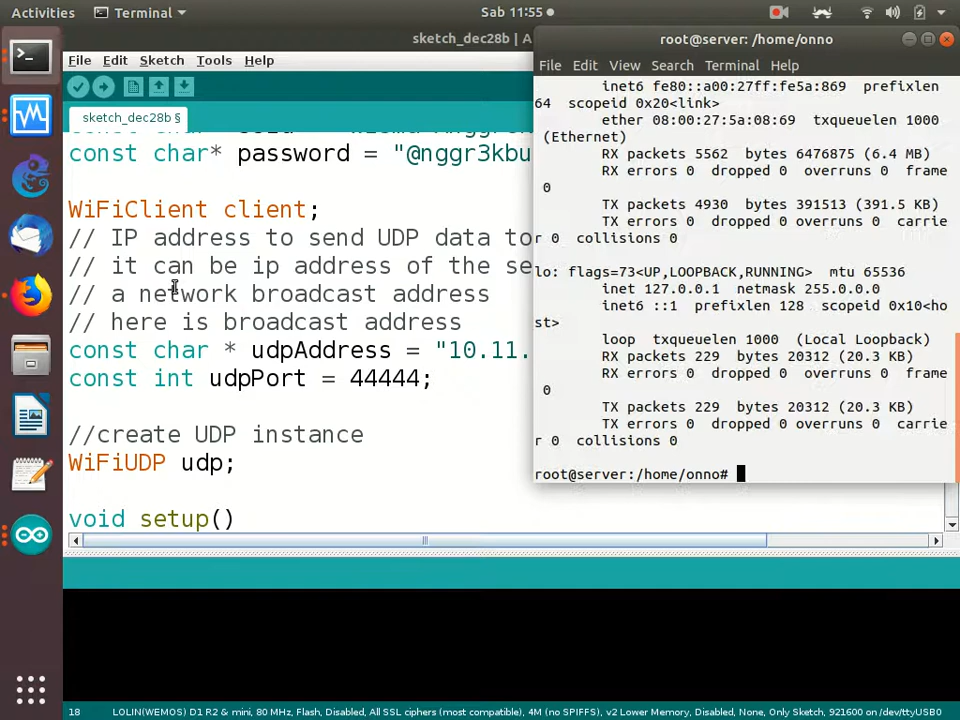 Activities Terminal Sab 11:55
sketch_dec28b | A
File Edit Sketch Tools Help
sketch_dec28b §
const char* password = "@nggr3kbu
WiFiClient client;
// IP address to send UDP data to
// it can be ip address of the se
// a network broadcast address
// here is broadcast address
const char * udpAddress = "10.11.
const int udpPort = 44444;
//create UDP instance
WiFiUDP udp;
void setup()
18 LOLIN(WEMOS) D1 R2 & mini, 80 MHz, Flash, Disabled, All SSL ciphers (most compatible), 4M (no SPIFFS), v2 Lower Memory, Disabled, None, Only Sketch, 921600 on /dev/ttyUSB0
root@server: /home/onno
File Edit View Search Terminal Help
inet6 fe80::a00:27ff:fe5a:869 prefixlen
64 scopeid 0x20<link>
ether 08:00:27:5a:08:69 txqueuelen 1000
(Ethernet)
RX packets 5562 bytes 6476875 (6.4 MB)
RX errors 0 dropped 0 overruns 0 frame
0
TX packets 4930 bytes 391513 (391.5 KB)
TX errors 0 dropped 0 overruns 0 carrie
r 0 collisions 0
lo: flags=73<UP,LOOPBACK,RUNNING> mtu 65536
inet 127.0.0.1 netmask 255.0.0.0
inet6 ::1 prefixlen 128 scopeid 0x10<ho
st>
loop txqueuelen 1000 (Local Loopback)
RX packets 229 bytes 20312 (20.3 KB)
RX errors 0 dropped 0 overruns 0 frame
0
TX packets 229 bytes 20312 (20.3 KB)
TX errors 0 dropped 0 overruns 0 carrie
r 0 collisions 0
root@server:/home/onno#